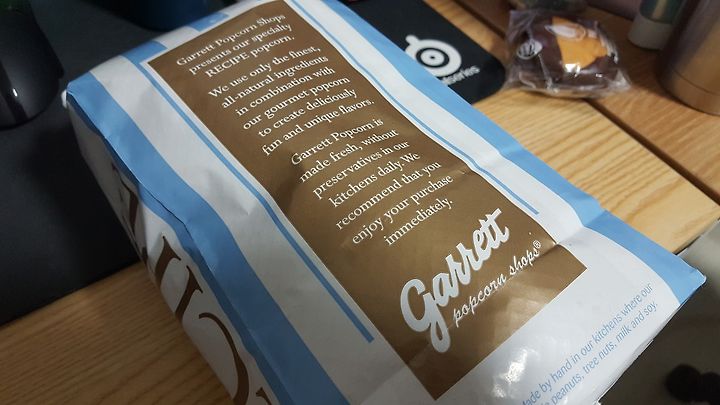 Garrett Popcorn Shops
presents our specialty
RECIPE popcorn.
We use only the finest,
all-natural ingredients
in combination with
our gourmet popcorn
to create deliciously
fun and unique flavors.
Garrett Popcorn is
made fresh, without
preservatives in our
kitchens daily. We
recommend that you
enjoy your purchase
immediately.
Garrett
popcorn shops®
made by hand in our kitchens where our
peanuts, tree nuts, milk and soy.
series